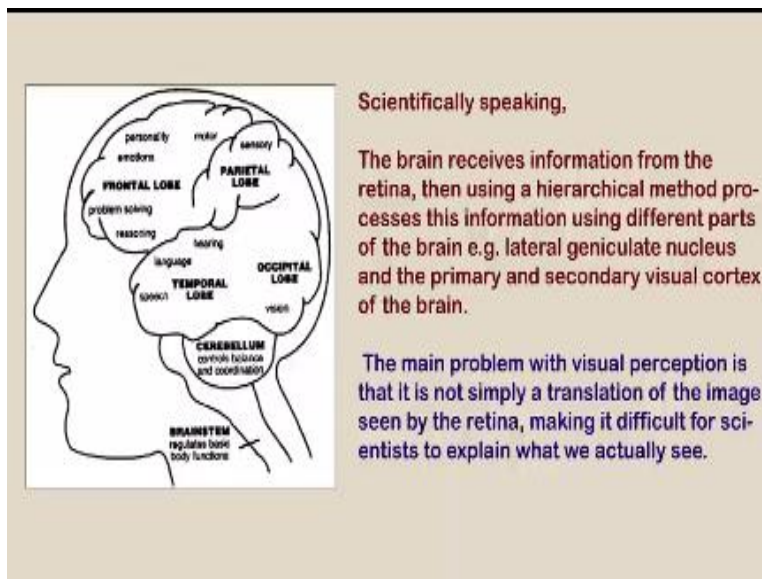 personality
motor
sensory
emotions
PARIETAL
LOBE
FRONTAL LOBE
problem solving
reasoning
hearing
language
OCCIPITAL
LOBE
TEMPORAL
LOBE
speech
vision
CEREBELLUM
controls balance
and coordination
BRAINSTEM
regulates basic
body functions
Scientifically speaking,
The brain receives information from the
retina, then using a hierarchical method pro-
cesses this information using different parts
of the brain e.g. lateral geniculate nucleus
and the primary and secondary visual cortex
of the brain.
The main problem with visual perception is
that it is not simply a translation of the image
seen by the retina, making it difficult for sci-
entists to explain what we actually see.